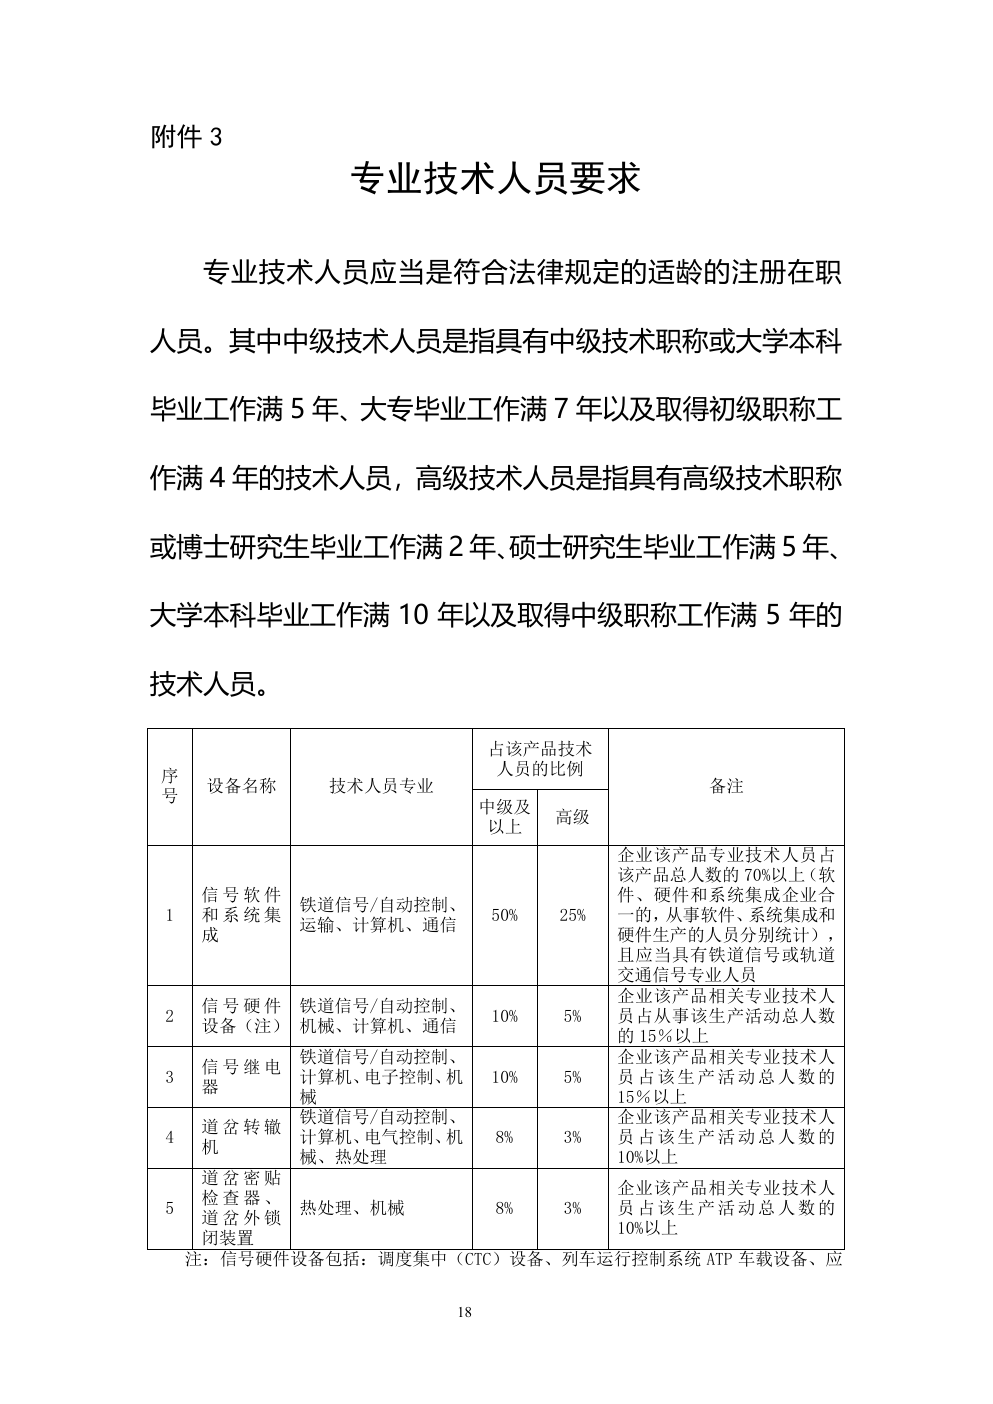 附件 3
专业技术人员要求
专业技术人员应当是符合法律规定的适龄的注册在职
人员。其中中级技术人员是指具有中级技术职称或大学本科
毕业工作满 5 年、大专毕业工作满 7 年以及取得初级职称工
作满 4 年的技术人员，高级技术人员是指具有高级技术职称
或博士研究生毕业工作满 2 年、硕士研究生毕业工作满 5 年、
大学本科毕业工作满 10 年以及取得中级职称工作满 5 年的
技术人员。
序
号
设备名称
技术人员专业
占该产品技术
人员的比例
中级及
以上
高级
备注
1
信号软件
和系统集
成
铁道信号/自动控制、
运输、计算机、通信
50%
25%
企业该产品专业技术人员占
该产品总人数的 70%以上（软
件、硬件和系统集成企业合
一的，从事软件、系统集成和
硬件生产的人员分别统计），
且应当具有铁道信号或轨道
交通信号专业人员
2
信号硬件
设备（注）
铁道信号/自动控制、
机械、计算机、通信
10%
5%
企业该产品相关专业技术人
员占从事该生产活动总人数
的 15%以上
3
信号继电
器
铁道信号/自动控制、
计算机、电子控制、机
械
10%
5%
企业该产品相关专业技术人
员占该生产活动总人数的
15%以上
4
道岔转辙
机
铁道信号/自动控制、
计算机、电气控制、机
械、热处理
8%
3%
企业该产品相关专业技术人
员占该生产活动总人数的
10%以上
5
道岔密贴
检查器、
道岔外锁
闭装置
热处理、机械
8%
3%
企业该产品相关专业技术人
员占该生产活动总人数的
10%以上
注：信号硬件设备包括：调度集中（CTC）设备、列车运行控制系统 ATP 车载设备、应
18